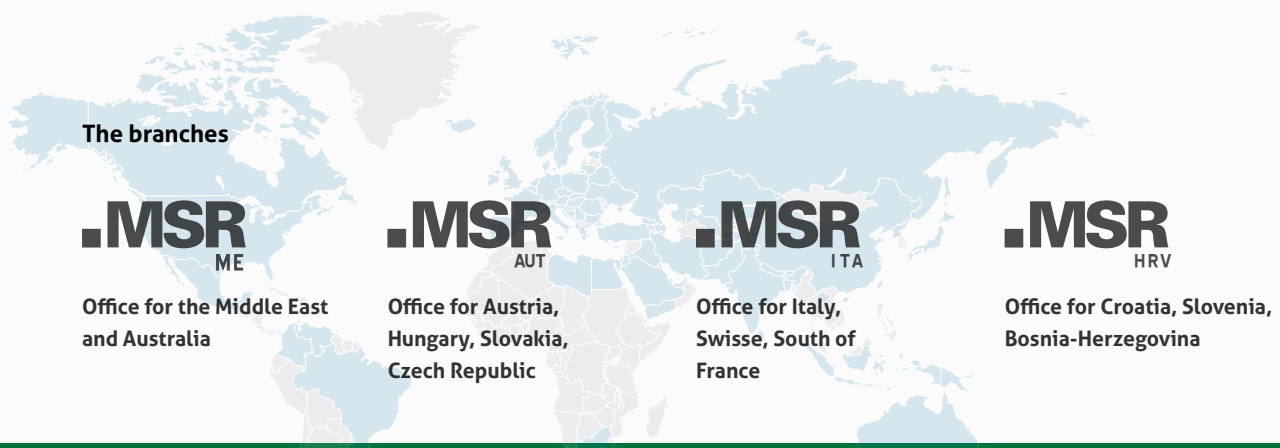 The branches
.MSR
ME
Office for the Middle East
and Australia
.MSR
AUT
Office for Austria,
Hungary, Slovakia,
Czech Republic
.MSR
ITA
Office for Italy,
Swisse, South of
France
.MSR
HRV
Office for Croatia, Slovenia,
Bosnia-Herzegovina